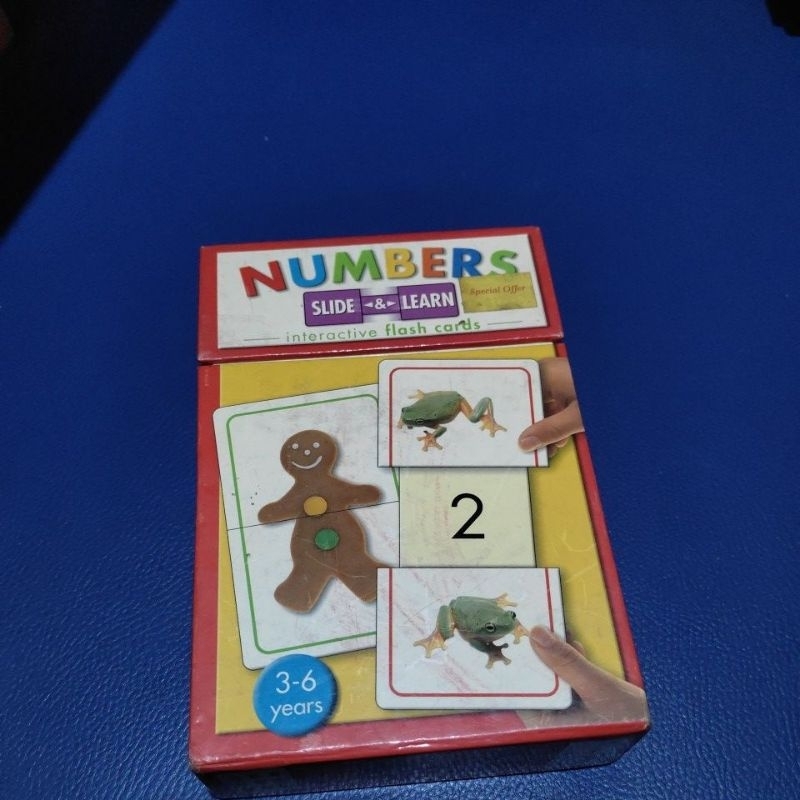 NUMBERS
SLIDE & LEARN
Special Offer
interactive flash cards
2
3-6
years